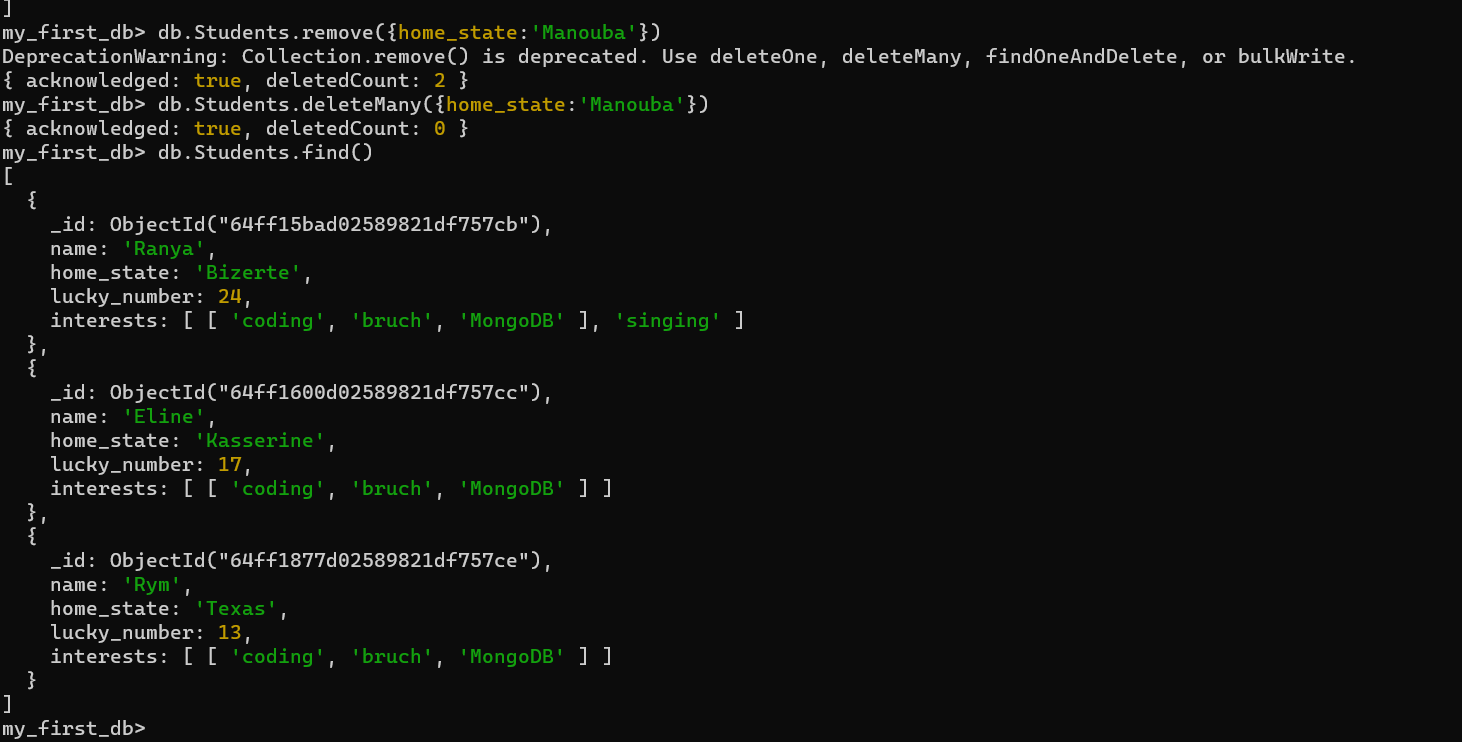 ]
my_first_db> db.Students.remove({home_state:'Manouba'})
DeprecationWarning: Collection.remove() is deprecated. Use deleteOne, deleteMany, findOneAndDelete, or bulkWrite.
{ acknowledged: true, deletedCount: 2 }
my_first_db> db.Students.deleteMany({home_state:'Manouba'})
{ acknowledged: true, deletedCount: 0 }
my_first_db> db.Students.find()
[
  {
    _id: ObjectId("64ff15bad02589821df757cb"),
    name: 'Ranya',
    home_state: 'Bizerte',
    lucky_number: 24,
    interests: [ [ 'coding', 'bruch', 'MongoDB' ], 'singing' ]
  },
  {
    _id: ObjectId("64ff1600d02589821df757cc"),
    name: 'Eline',
    home_state: 'Kasserine',
    lucky_number: 17,
    interests: [ [ 'coding', 'bruch', 'MongoDB' ] ]
  },
  {
    _id: ObjectId("64ff1877d02589821df757ce"),
    name: 'Rym',
    home_state: 'Texas',
    lucky_number: 13,
    interests: [ [ 'coding', 'bruch', 'MongoDB' ] ]
  }
]
my_first_db>